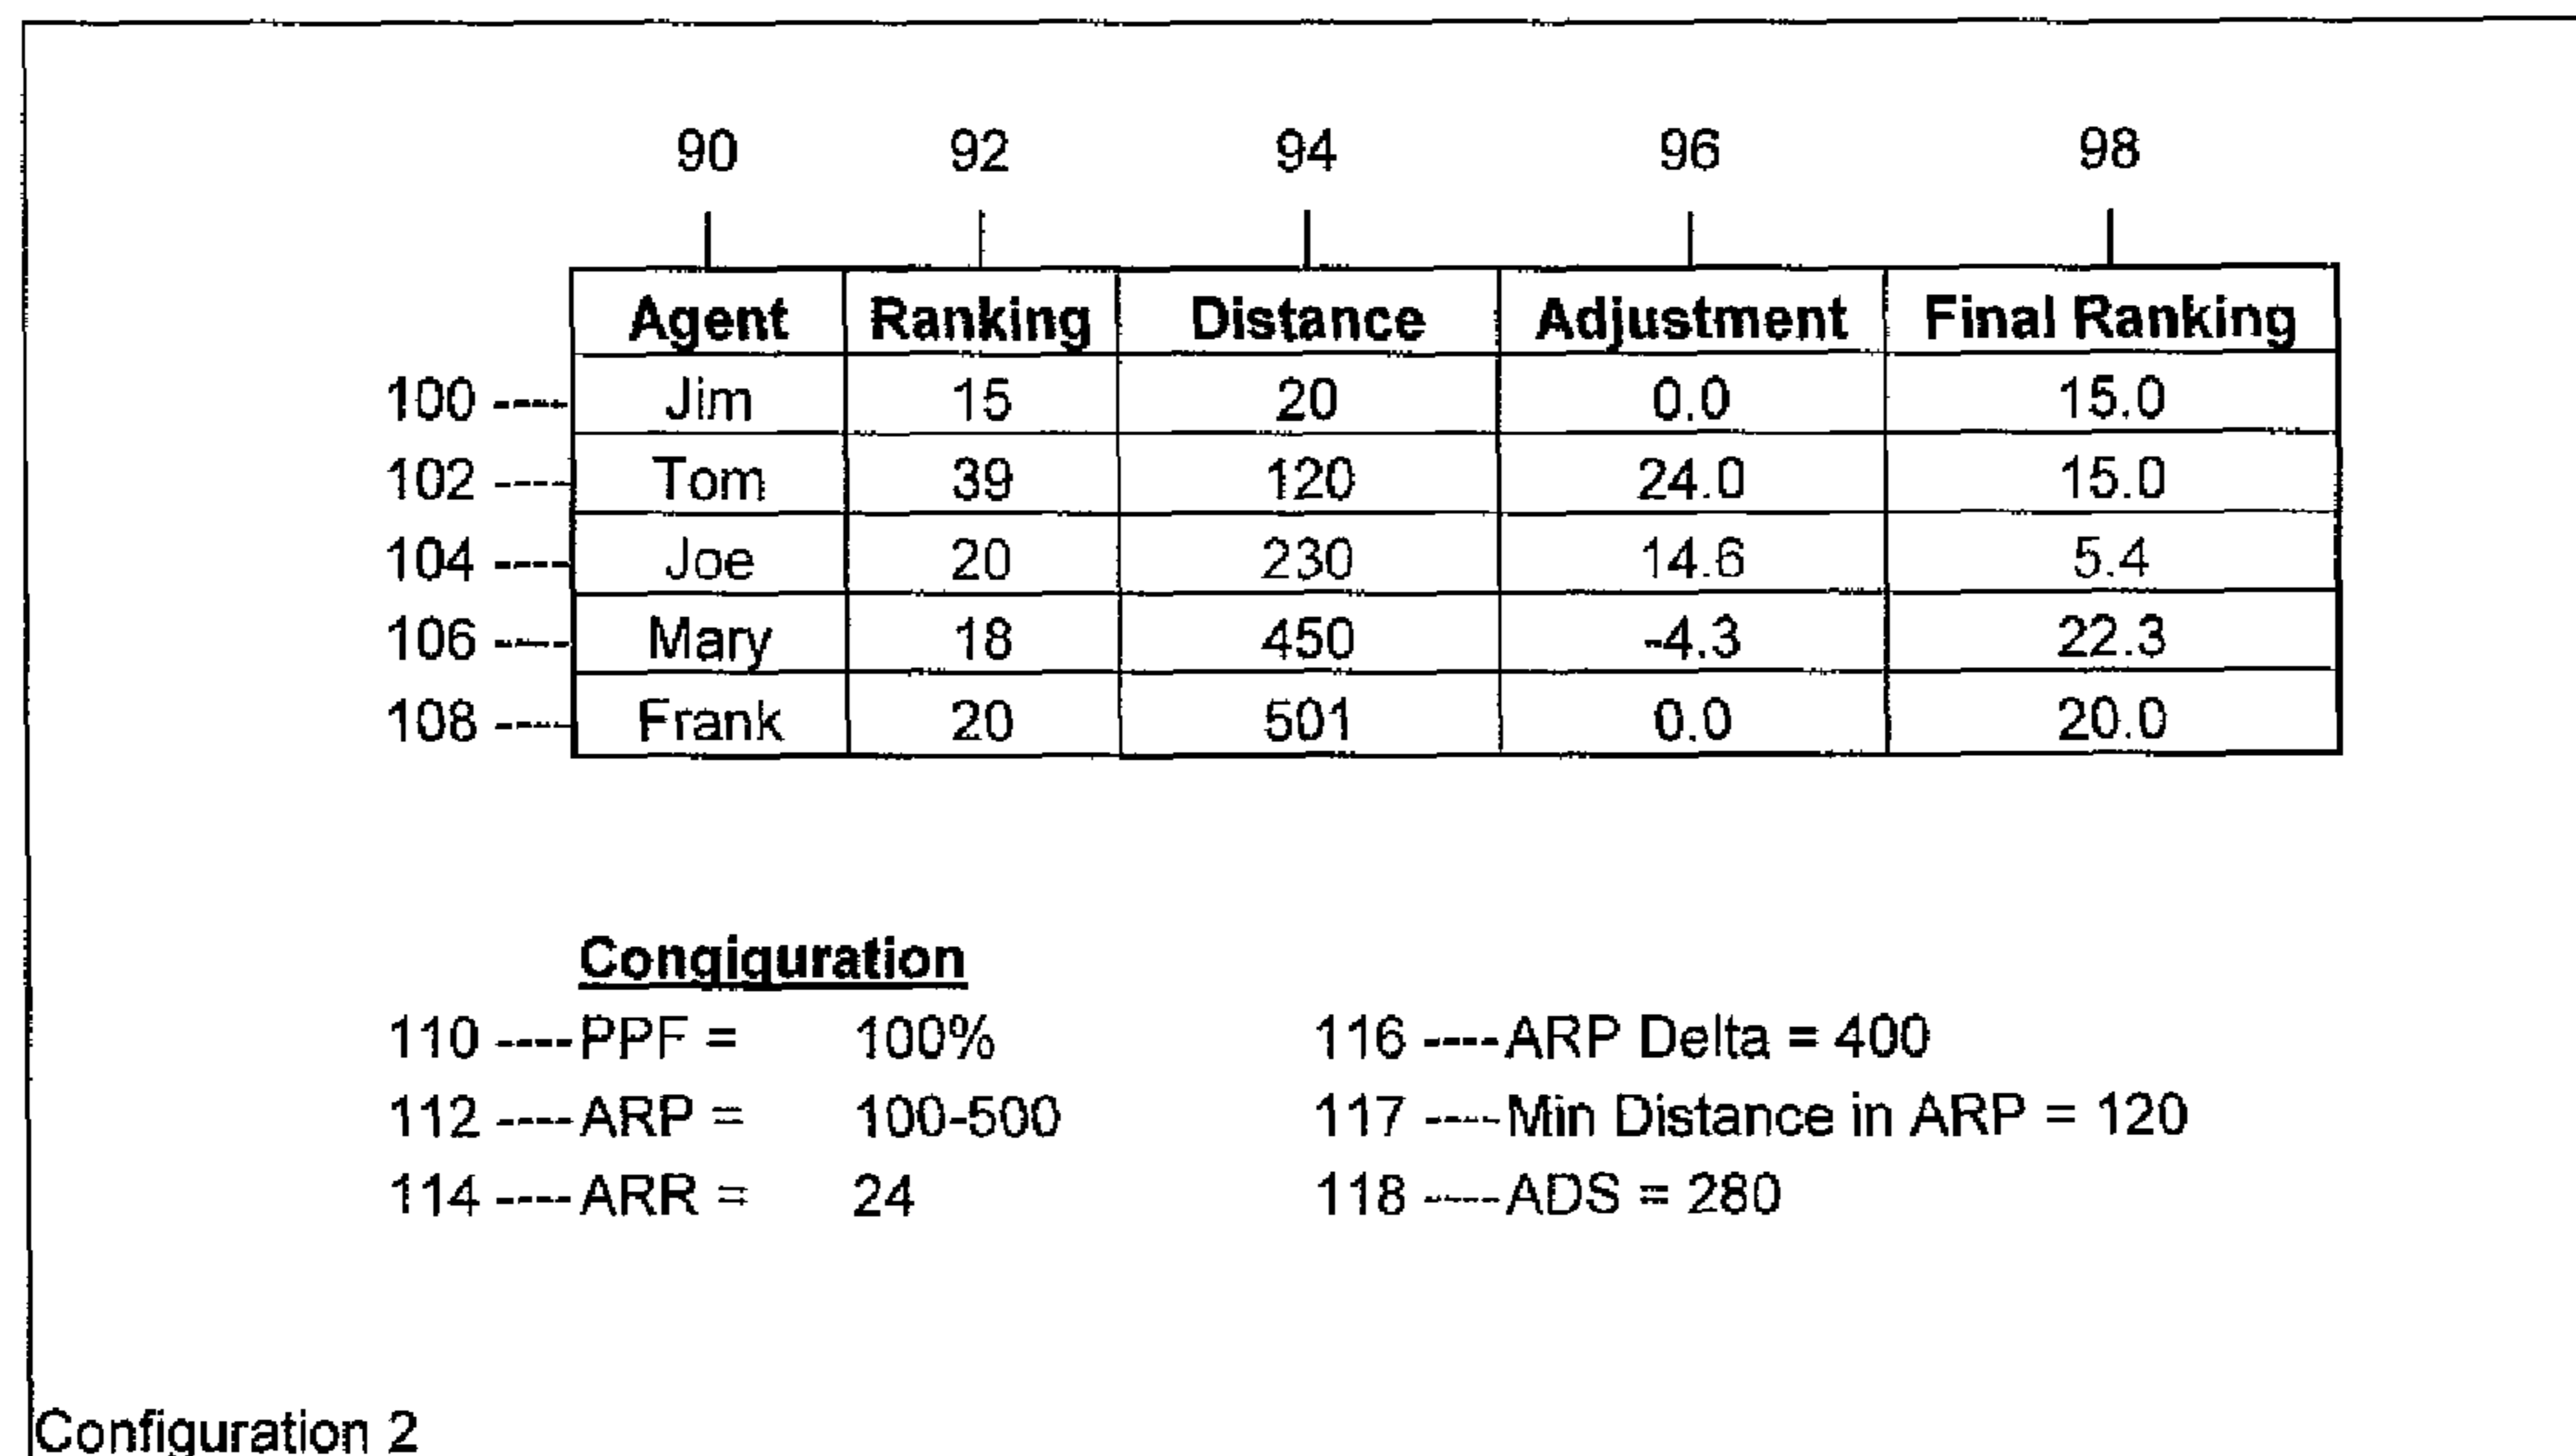 90 92 94 96 98
Agent Ranking Distance Adjustment Final Ranking
100 ---- Jim 15 20 0.0 15.0
102 ---- Tom 39 120 24.0 15.0
104 ---- Joe 20 230 14.6 5.4
106 ---- Mary 18 450 -4.3 22.3
108 ---- Frank 20 501 0.0 20.0
Congiguration
110 ---- PPF = 100% 116 ---- ARP Delta = 400
112 ---- ARP = 100-500 117 ---- Min Distance in ARP = 120
114 ---- ARR = 24 118 ---- ADS = 280
Configuration 2